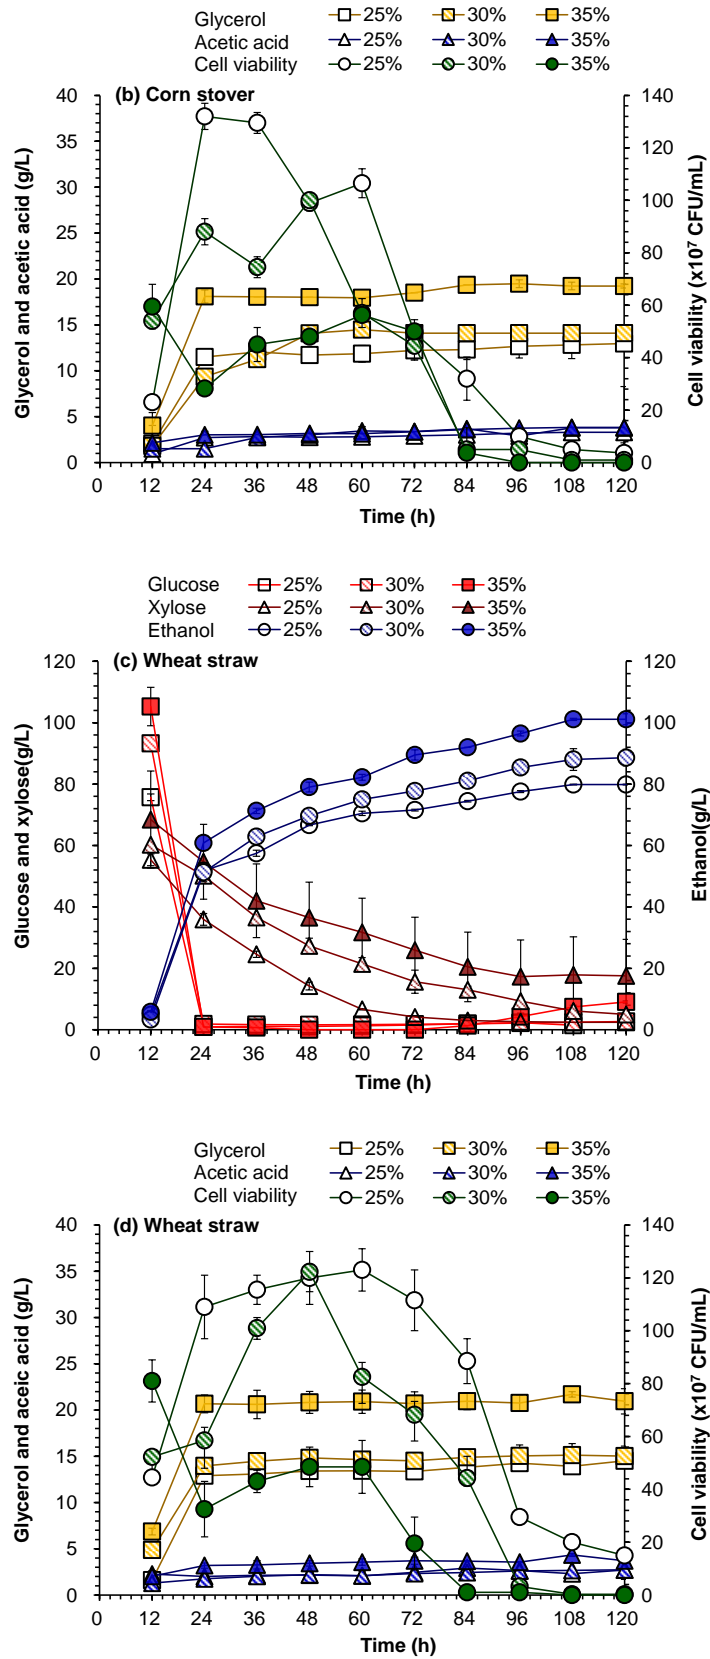 Glycerol 25% 30% 35%
Acetic acid 25% 30% 35%
Cell viability 25% 30% 35%
(b) Corn stover
Glycerol and acetic acid (g/L)
40
35
30
25
20
15
10
5
0
140
120
100
80
60
40
20
0
Cell viability (x10⁷ CFU/mL)
0 12 24 36 48 60 72 84 96 108 120
Time (h)
Glucose 25% 30% 35%
Xylose 25% 30% 35%
Ethanol 25% 30% 35%
(c) Wheat straw
Glucose and xylose(g/L)
120
100
80
60
40
20
0
120
100
80
60
40
20
0
Ethanol(g/L)
0 12 24 36 48 60 72 84 96 108 120
Time (h)
Glycerol 25% 30% 35%
Acetic acid 25% 30% 35%
Cell viability 25% 30% 35%
(d) Wheat straw
Glycerol and aceic acid (g/L)
40
35
30
25
20
15
10
5
0
140
120
100
80
60
40
20
0
Cell viability (x10⁷ CFU/mL)
0 12 24 36 48 60 72 84 96 108 120
Time (h)